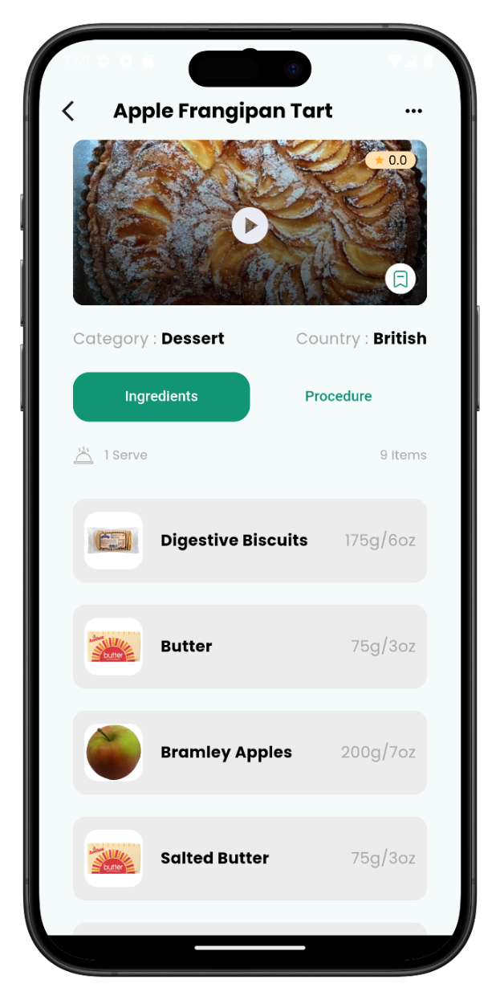 Apple Frangipan Tart
0.0
Category : Dessert
Country : British
Ingredients
Procedure
1 Serve
9 Items
Digestive Biscuits
175g/6oz
butter
Butter
75g/3oz
Bramley Apples
200g/7oz
butter
Salted Butter
75g/3oz